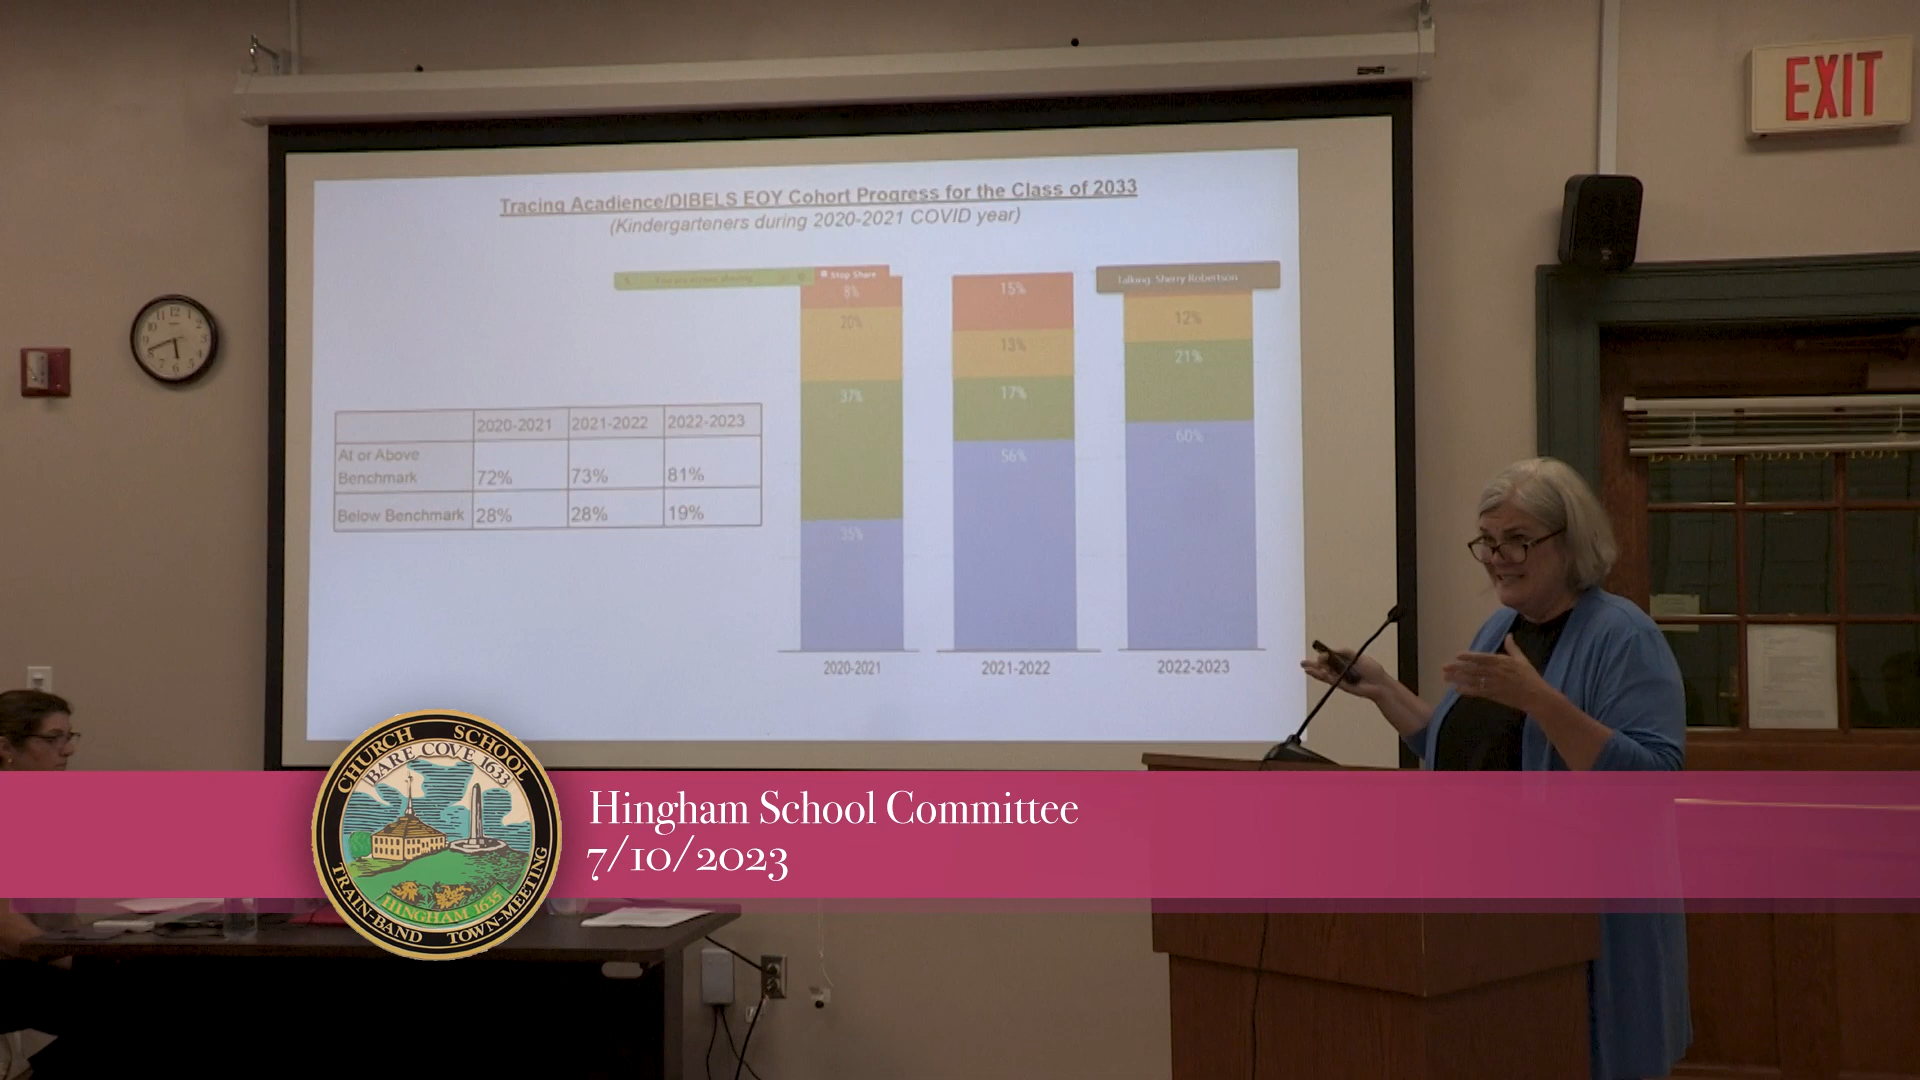 EXIT
Tracing Acadience/DIBELS EOY Cohort Progress for the Class of 2033
(Kindergarteners during 2020-2021 COVID year)
Stop Share
Talking: Sherry Robertson
8%
15%
20%
13%
12%
37%
17%
21%
35%
56%
60%
2020-2021 2021-2022 2022-2023
At or Above
Benchmark 72% 73% 81%
Below Benchmark 28% 28% 19%
2020-2021
2021-2022
2022-2023
CHURCH SCHOOL
BARE COVE 1633
HINGHAM 1635
TRAIN-BAND TOWN-MEETING
Hingham School Committee
7/10/2023